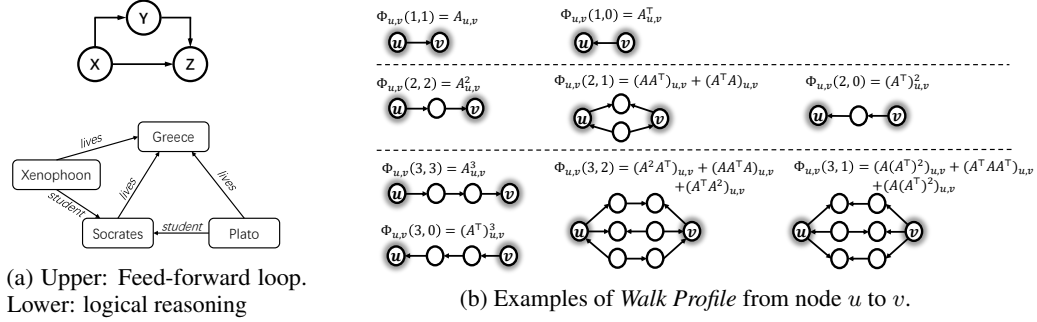 Y
X
Z
lives
Greece
Xenophoon
lives
lives
student
Socrates
student
Plato
(a) Upper: Feed-forward loop.
Lower: logical reasoning
Φu,v(1,1) = Au,v
u v
Φu,v(1,0) = A⊤u,v
u v
Φu,v(2,2) = A²u,v
u v
Φu,v(2,1) = (AA⊤)u,v + (A⊤A)u,v
u v
Φu,v(2,0) = (A⊤)²u,v
u v
Φu,v(3,3) = A³u,v
u v
Φu,v(3,0) = (A⊤)³u,v
u v
Φu,v(3,2) = (A²A⊤)u,v + (AA⊤A)u,v
+(A⊤A²)u,v
u v
Φu,v(3,1) = (A(A⊤)²)u,v + (A⊤AA⊤)u,v
+(A(A⊤)²)u,v
u v
(b) Examples of Walk Profile from node u to v.